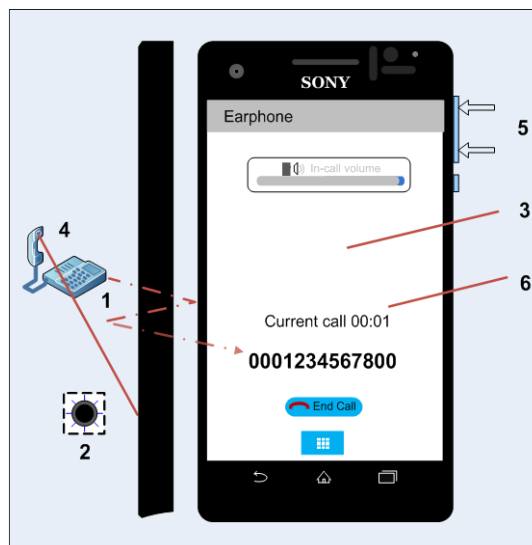 SONY
Earphone
5
In-call volume
3
4
6
1
Current call 00:01
0001234567800
End Call
2